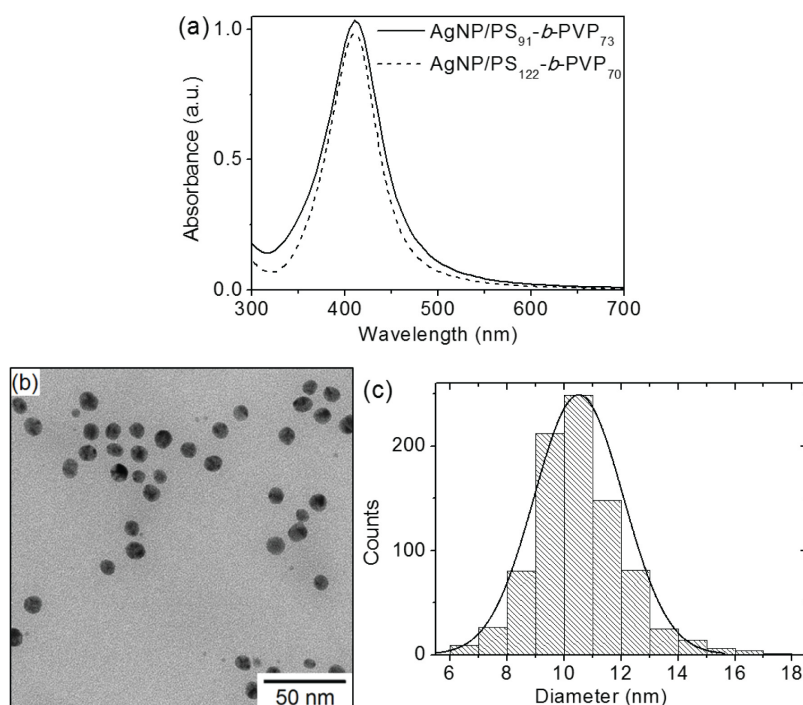 (a)
AgNP/PS₉₁-b-PVP₇₃
AgNP/PS₁₂₂-b-PVP₇₀
Absorbance (a.u.)
1.0
0.5
0.0
300 400 500 600 700
Wavelength (nm)
(b)
50 nm
(c)
Counts
200
100
0
6 8 10 12 14 16 18
Diameter (nm)